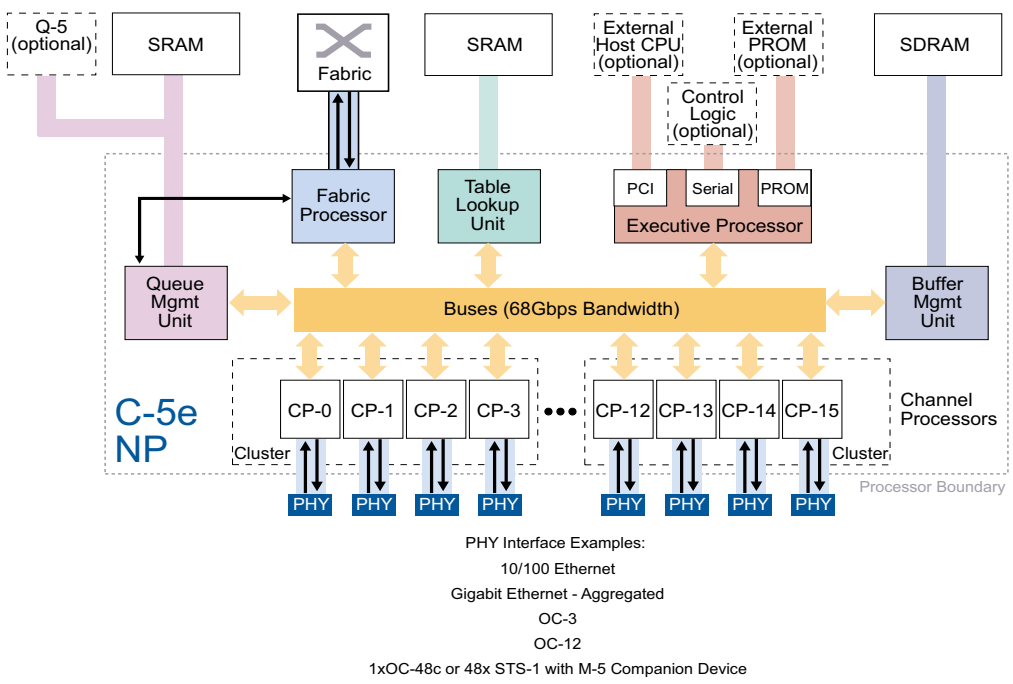 Q-5
(optional)
SRAM
Fabric
SRAM
External
Host CPU
(optional)
External
PROM
(optional)
SDRAM
Control
Logic
(optional)
Fabric
Processor
Table
Lookup
Unit
PCI
Serial
PROM
Executive Processor
Queue
Mgmt
Unit
Buses (68Gbps Bandwidth)
Buffer
Mgmt
Unit
C-5e
NP
CP-0
CP-1
CP-2
CP-3
CP-12
CP-13
CP-14
CP-15
Channel
Processors
Cluster
Cluster
Processor Boundary
PHY
PHY
PHY
PHY
PHY
PHY
PHY
PHY
PHY Interface Examples:
10/100 Ethernet
Gigabit Ethernet - Aggregated
OC-3
OC-12
1xOC-48c or 48x STS-1 with M-5 Companion Device